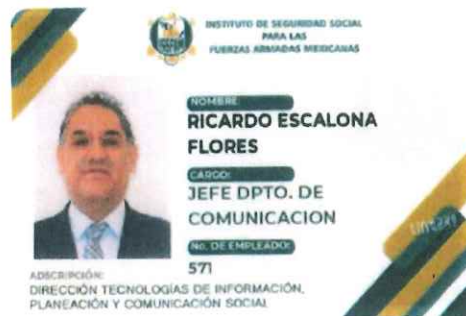 INSTITUTO DE SEGURIDAD SOCIAL
PARA LAS
FUERZAS ARMADAS MEXICANAS
NOMBRE:
RICARDO ESCALONA
FLORES
CARGO:
JEFE DPTO. DE
COMUNICACION
No. DE EMPLEADO:
571
ADSCRIPCIÓN:
DIRECCIÓN TECNOLOGÍAS DE INFORMACIÓN,
PLANEACIÓN Y COMUNICACIÓN SOCIAL